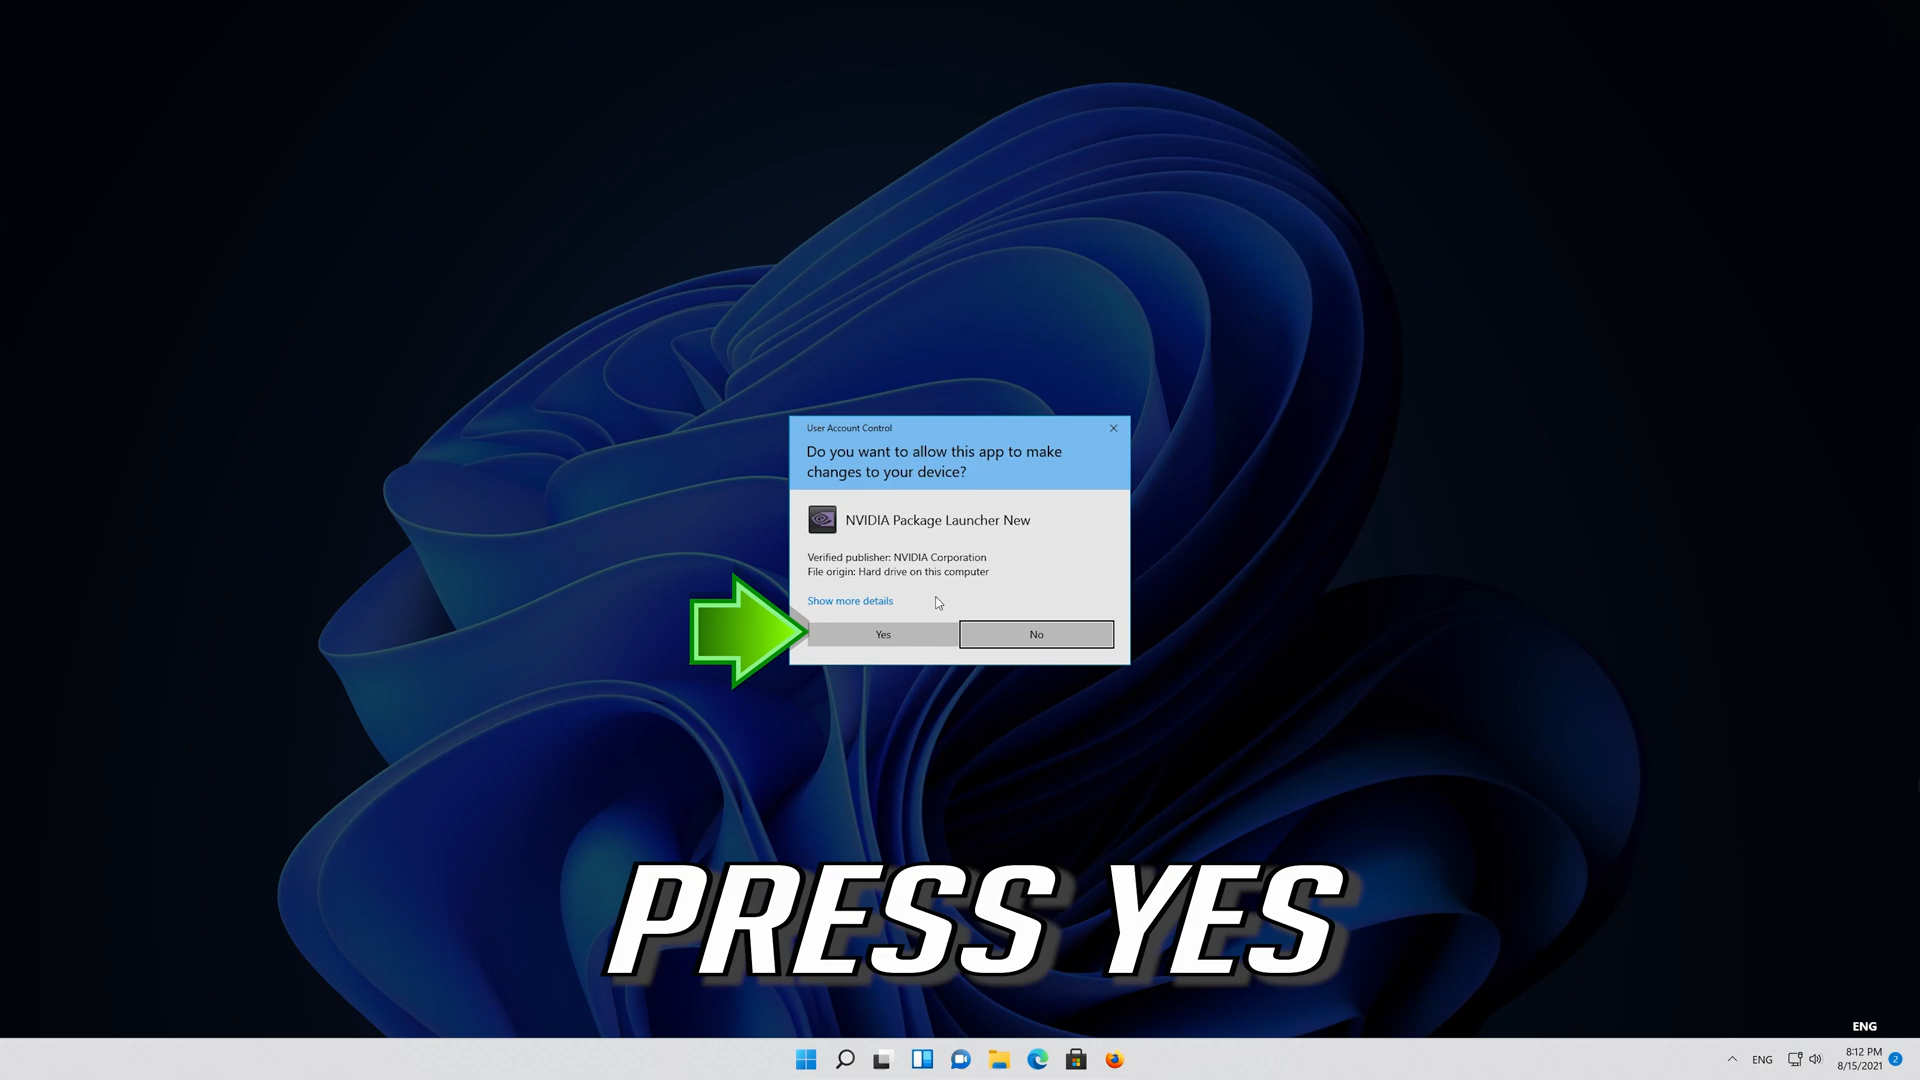 User Account Control
Do you want to allow this app to make
changes to your device?
NVIDIA Package Launcher New
Verified publisher: NVIDIA Corporation
File origin: Hard drive on this computer
Show more details
Yes
No
PRESS YES
ENG
ENG
8:12 PM
8/15/2021
2